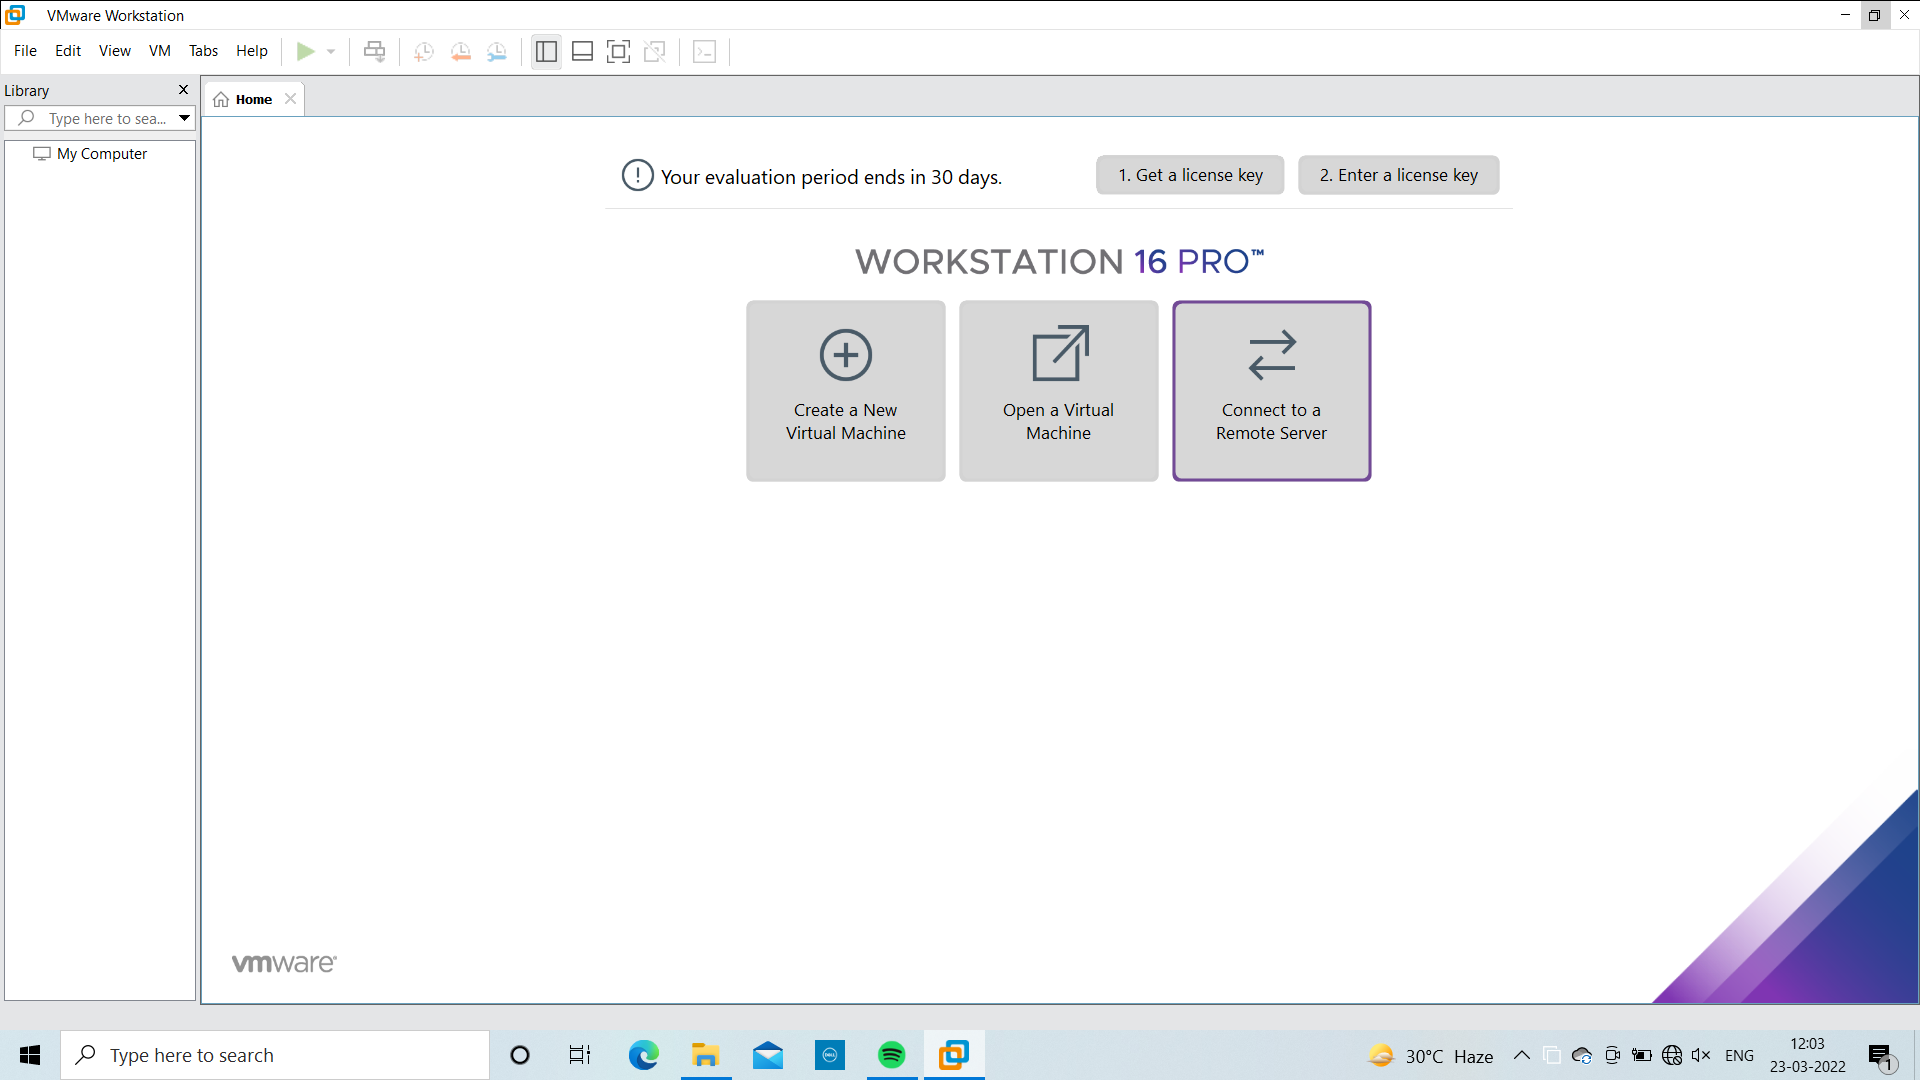 VMware Workstation
File Edit View VM Tabs Help
Library
Type here to sea...
My Computer
Home
Your evaluation period ends in 30 days.
1. Get a license key
2. Enter a license key
WORKSTATION 16 PRO™
Create a New
Virtual Machine
Open a Virtual
Machine
Connect to a
Remote Server
vmware®
Type here to search
DELL
30°C Haze
ENG
12:03
23-03-2022
1